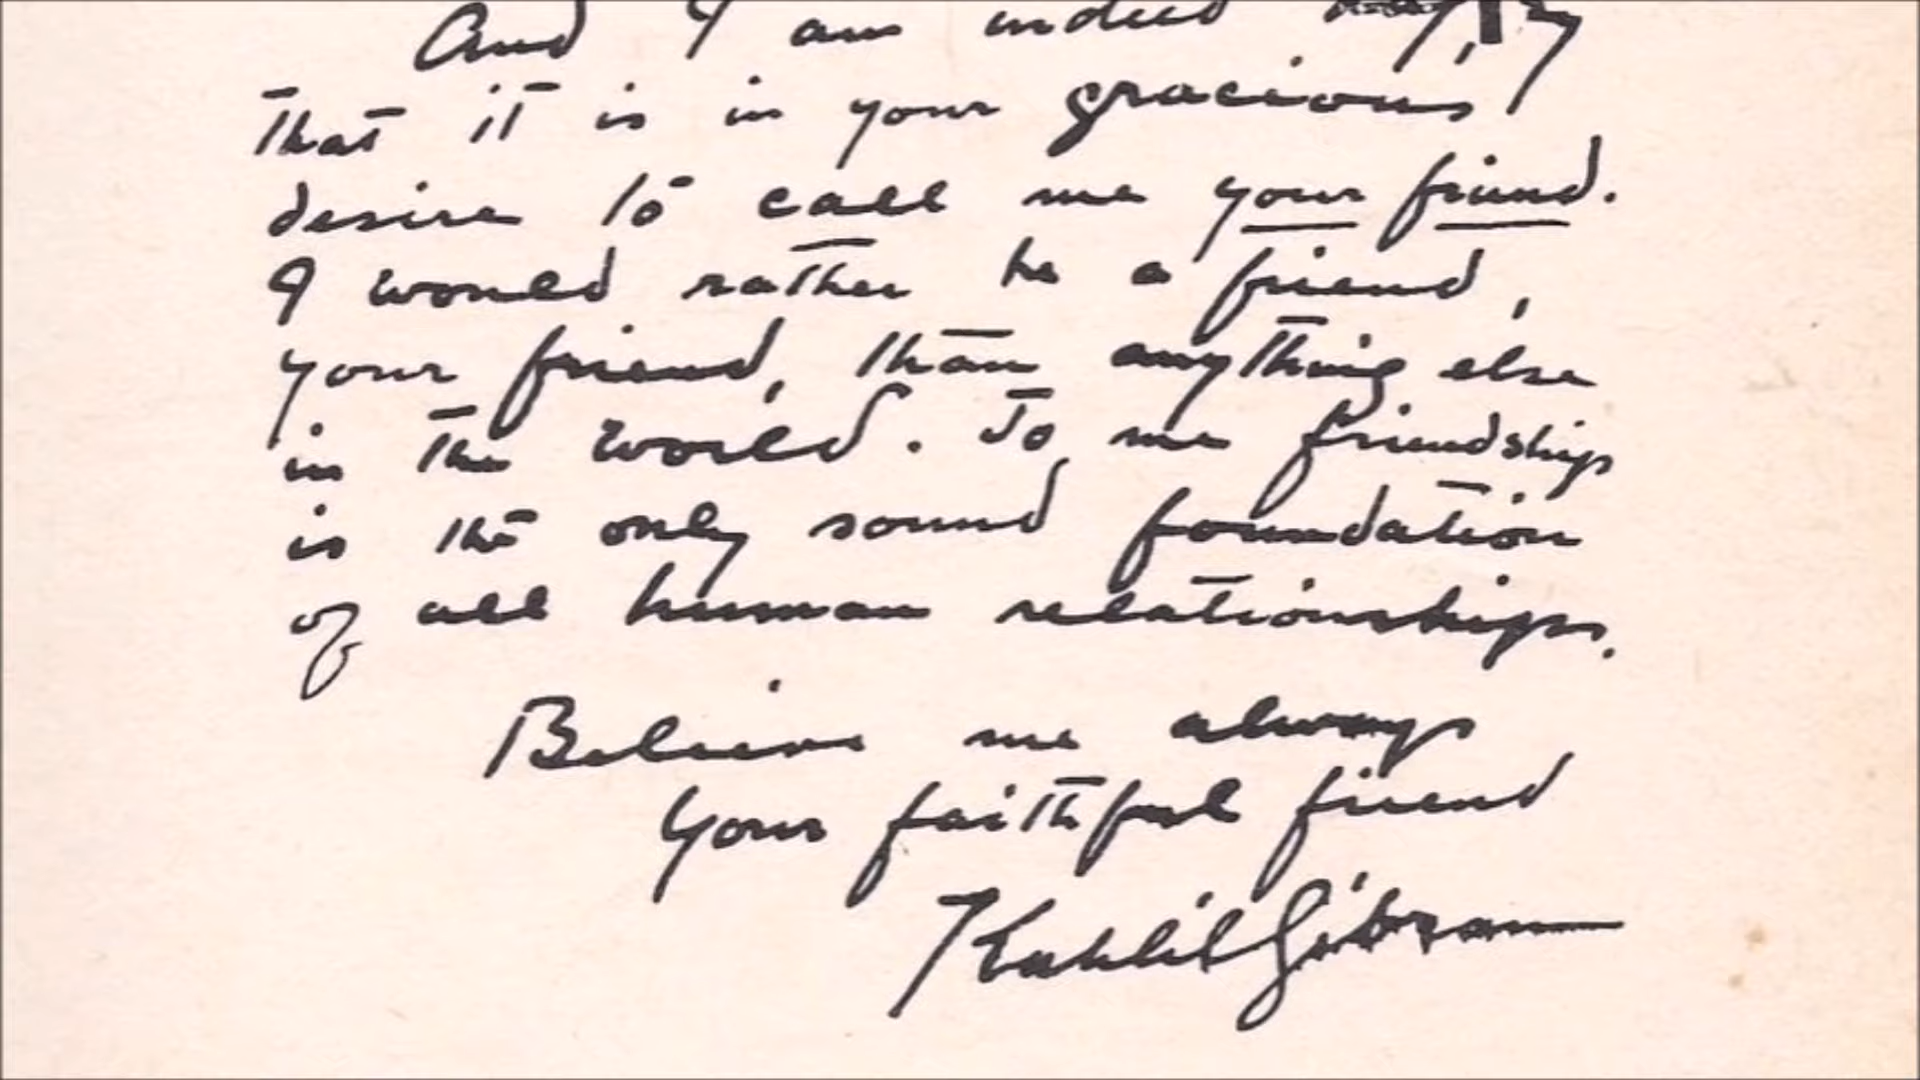 And I am indeed happy
that it is in your gracious
desire to call me your friend.
I would rather be a friend,
your friend, than anything else
in the world. To me friendship
is the only sound foundation
of all human relationships.
Believe me always
Your faithful friend
Kahlil Gibran